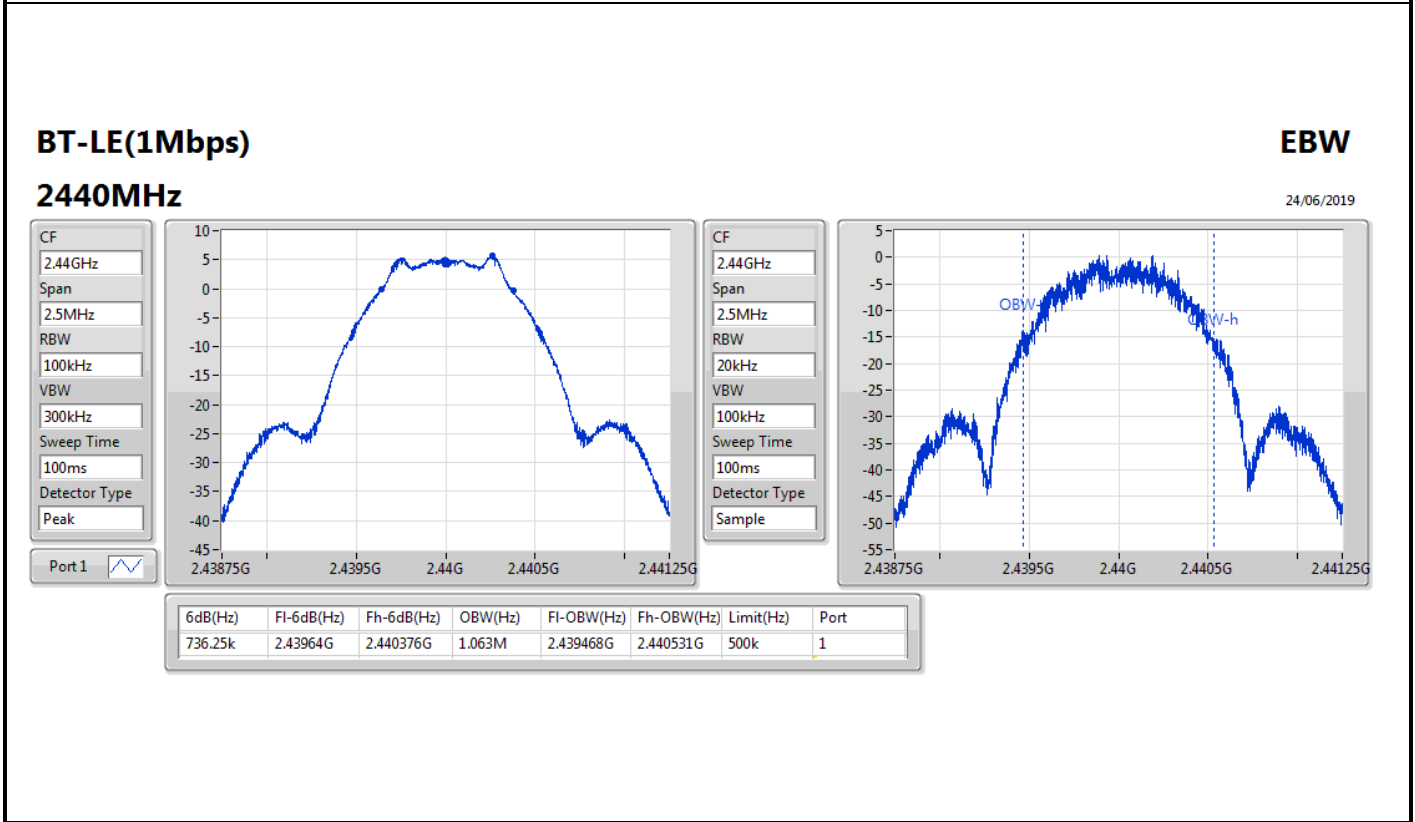 BT-LE(1Mbps)
EBW
2440MHz
24/06/2019
CF
2.44GHz
Span
2.5MHz
RBW
100kHz
VBW
300kHz
Sweep Time
100ms
Detector Type
Peak
Port 1
10
5
0
-5
-10
-15
-20
-25
-30
-35
-40
-45
2.43875G 2.4395G 2.44G 2.4405G 2.44125G
CF
2.44GHz
Span
2.5MHz
RBW
20kHz
VBW
100kHz
Sweep Time
100ms
Detector Type
Sample
5
0
-5
-10
-15
-20
-25
-30
-35
-40
-45
-50
-55
OBW-
OBW-h
2.43875G 2.4395G 2.44G 2.4405G 2.44125G
6dB(Hz) Fl-6dB(Hz) Fh-6dB(Hz) OBW(Hz) Fl-OBW(Hz) Fh-OBW(Hz) Limit(Hz) Port
736.25k 2.43964G 2.440376G 1.063M 2.439468G 2.440531G 500k 1